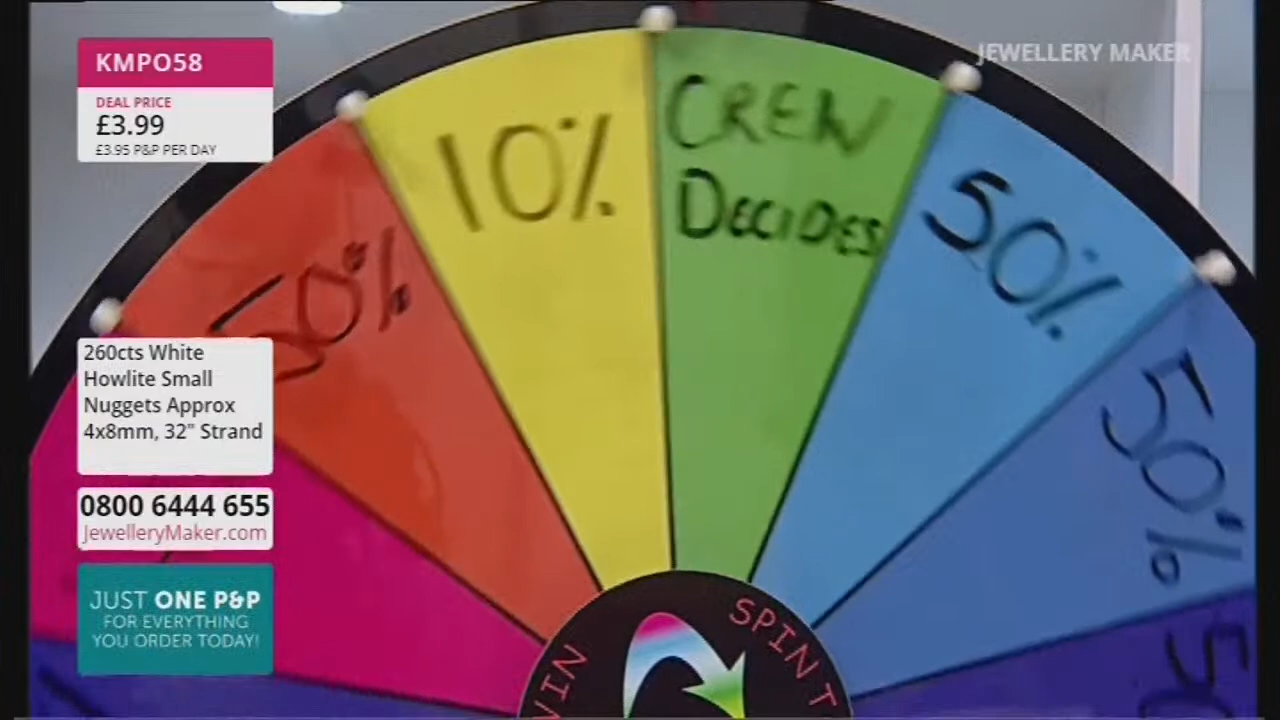 KMPO58
DEAL PRICE
£3.99
£3.95 P&P PER DAY
JEWELLERY MAKER
50%
10%
CREW
DECIDES
50%
50%
50
260cts White
Howlite Small
Nuggets Approx
4x8mm, 32" Strand
0800 6444 655
JewelleryMaker.com
JUST ONE P&P
FOR EVERYTHING
YOU ORDER TODAY!
WIN
SPIN T